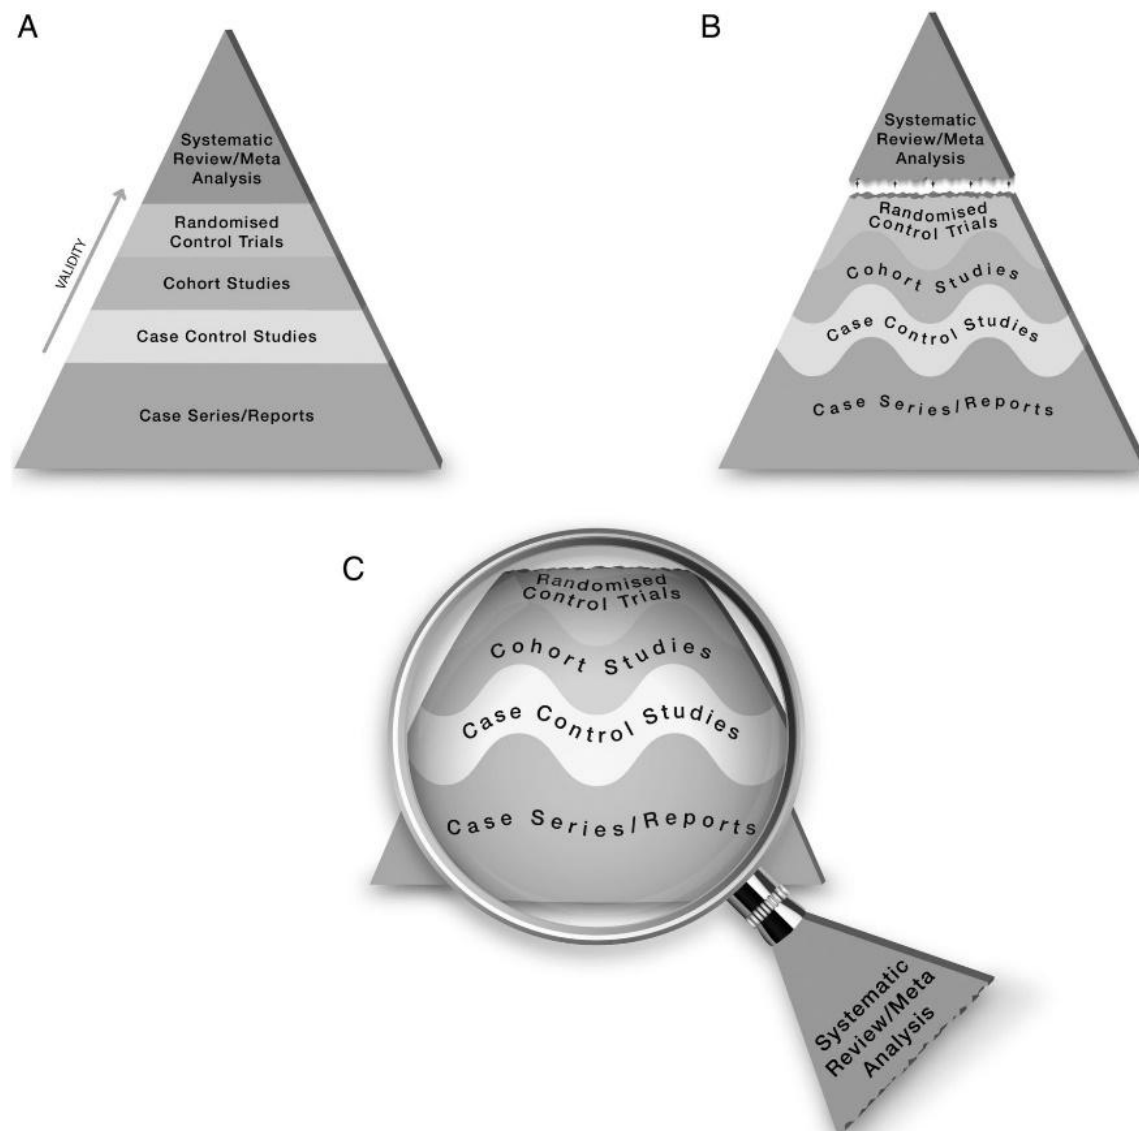 A
Systematic
Review/Meta
Analysis
Randomised
Control Trials
Cohort Studies
Case Control Studies
Case Series/Reports
VALIDITY
B
Systematic
Review/Meta
Analysis
Randomised
Control Trials
Cohort Studies
Case Control Studies
Case Series/Reports
C
Randomised
Control Trials
Cohort Studies
Case Control Studies
Case Series/Reports
Systematic
Review/Meta
Analysis